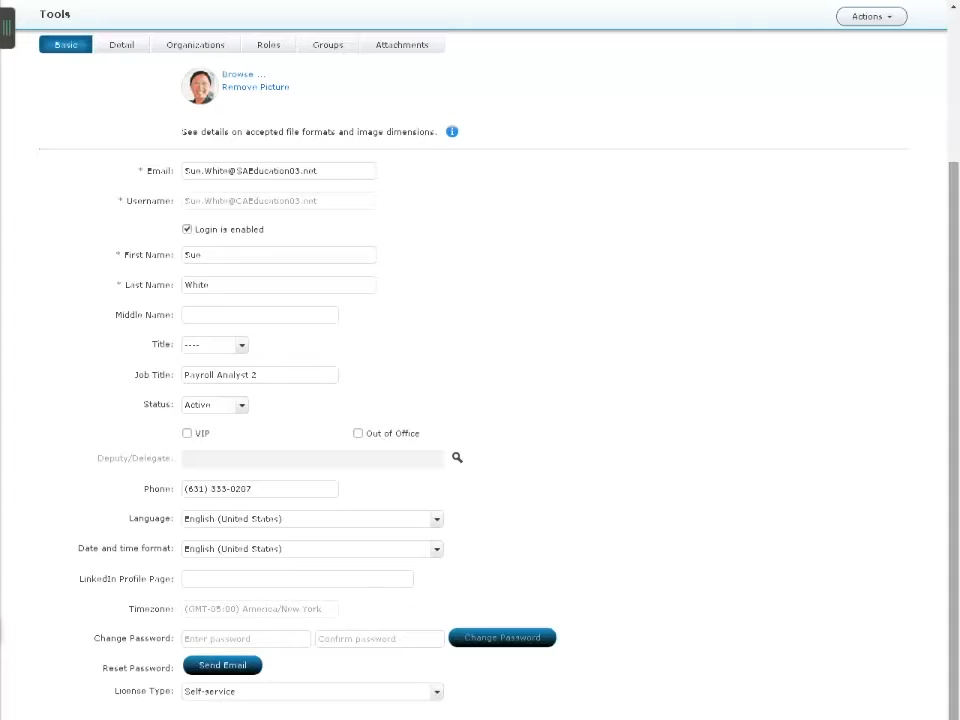 Tools
Actions
Basic Detail Organizations Roles Groups Attachments
Browse ...
Remove Picture
See details on accepted file formats and image dimensions.
* Email: Sue.White@SAEducation03.net
* Username: Sue.White@CAEducation03.net
Login is enabled
* First Name: Sue
* Last Name: White
Middle Name:
Title: ----
Job Title: Payroll Analyst 2
Status: Active
VIP Out of Office
Deputy/Delegate:
Phone: (631) 333-0207
Language: English (United States)
Date and time format: English (United States)
LinkedIn Profile Page:
Timezone: (GMT-05:00) America/New York
Change Password: Enter password Confirm password Change Password
Reset Password: Send Email
License Type: Self-service